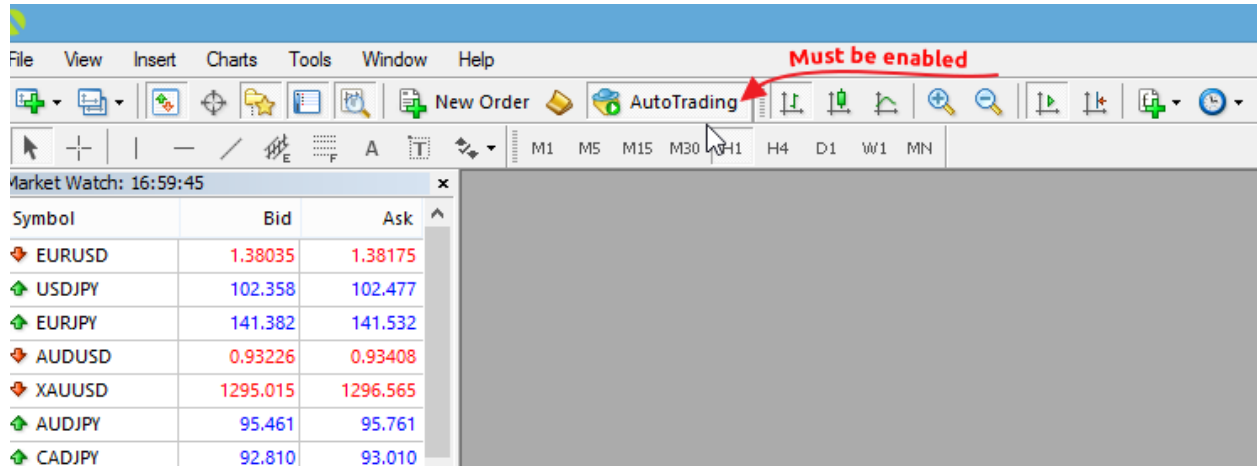 File View Insert Charts Tools Window Help
Must be enabled
New Order AutoTrading
E F A T M1 M5 M15 M30 H1 H4 D1 W1 MN
Market Watch: 16:59:45 x
Symbol Bid Ask
EURUSD 1.38035 1.38175
USDJPY 102.358 102.477
EURJPY 141.382 141.532
AUDUSD 0.93226 0.93408
XAUUSD 1295.015 1296.565
AUDJPY 95.461 95.761
CADJPY 92.810 93.010